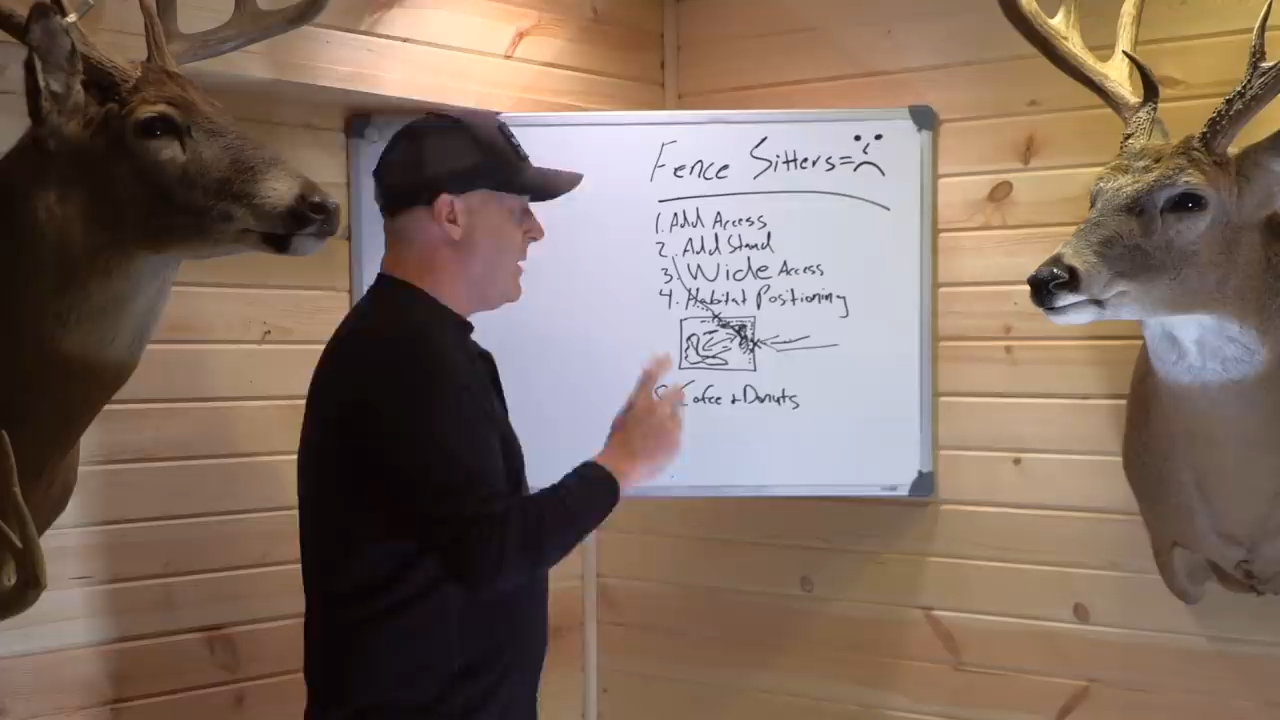 Fence Sitters=
1. Add Access
2. Add Stand
3. Wide Access
4. Habitat Positioning
Cofee + Donuts